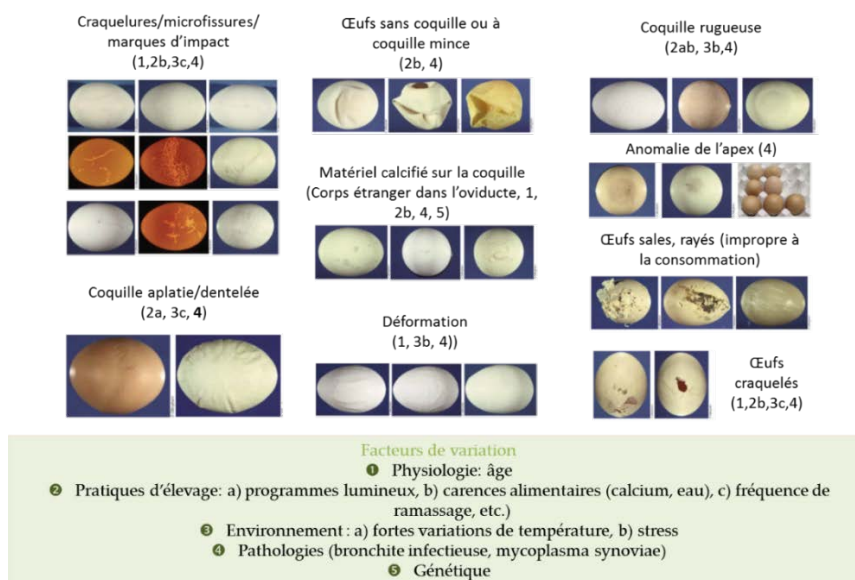 Craquelures/microfissures/
marques d’impact
(1,2b,3c,4)
Œufs sans coquille ou à
coquille mince
(2b, 4)
Coquille rugueuse
(2ab, 3b,4)
Anomalie de l’apex (4)
Matériel calcifié sur la coquille
(Corps étranger dans l’oviducte, 1,
2b, 4, 5)
Œufs sales, rayés (impropre à
la consommation)
Coquille aplatie/dentelée
(2a, 3c, 4)
Déformation
(1, 3b, 4))
Œufs
craquelés
(1,2b,3c,4)
Facteurs de variation
❶ Physiologie: âge
❷ Pratiques d’élevage: a) programmes lumineux, b) carences alimentaires (calcium, eau), c) fréquence de
ramassage, etc.)
❸ Environnement : a) fortes variations de température, b) stress
❹ Pathologies (bronchite infectieuse, mycoplasma synoviae)
❺ Génétique